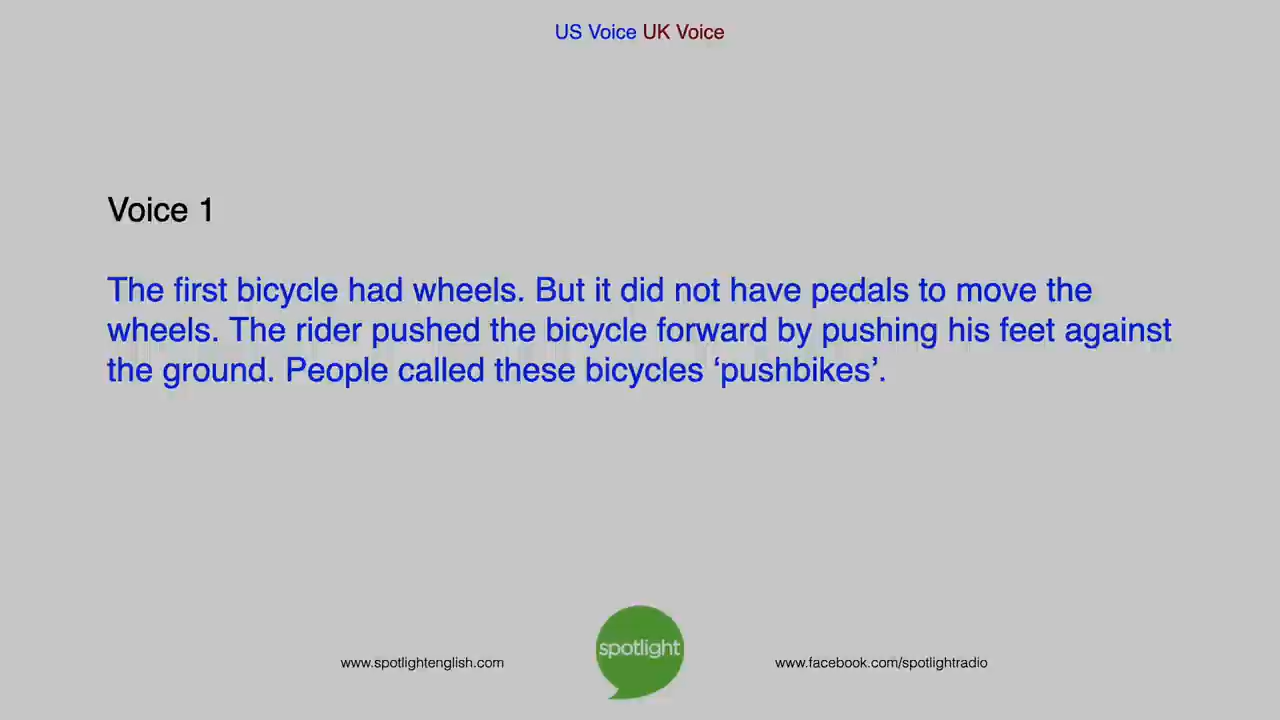 US Voice UK Voice
Voice 1
The first bicycle had wheels. But it did not have pedals to move the
wheels. The rider pushed the bicycle forward by pushing his feet against
the ground. People called these bicycles ‘pushbikes’.
spotlight
www.spotlightenglish.com
www.facebook.com/spotlightradio